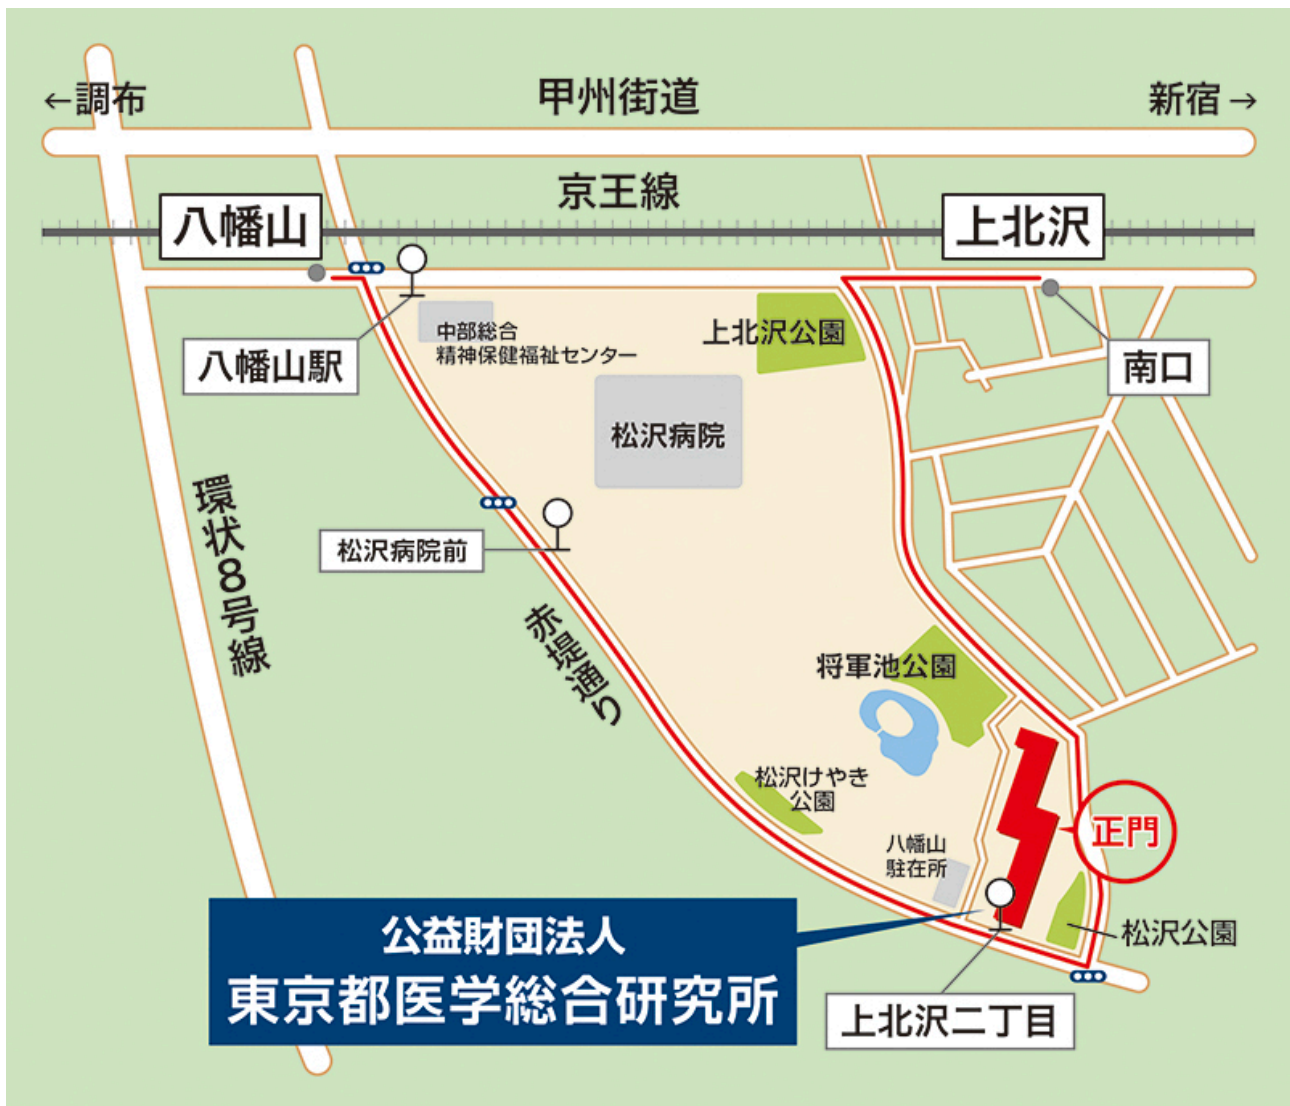 ←調布
甲州街道
新宿→
京王線
八幡山
上北沢
中部総合
精神保健福祉センター
上北沢公園
八幡山駅
南口
松沢病院
環状8号線
松沢病院前
赤堤通り
将軍池公園
松沢けやき
公園
八幡山
駐在所
正門
公益財団法人
東京都医学総合研究所
松沢公園
上北沢二丁目